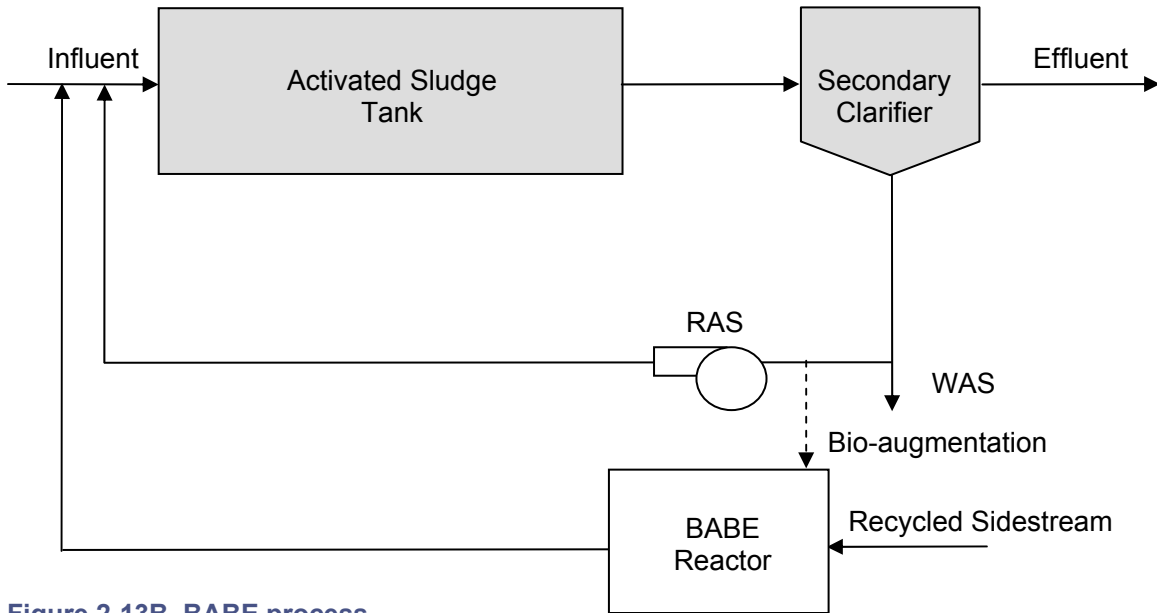 Influent
Activated Sludge
Tank
Secondary
Clarifier
Effluent
RAS
WAS
Bio-augmentation
BABE
Reactor
Recycled Sidestream